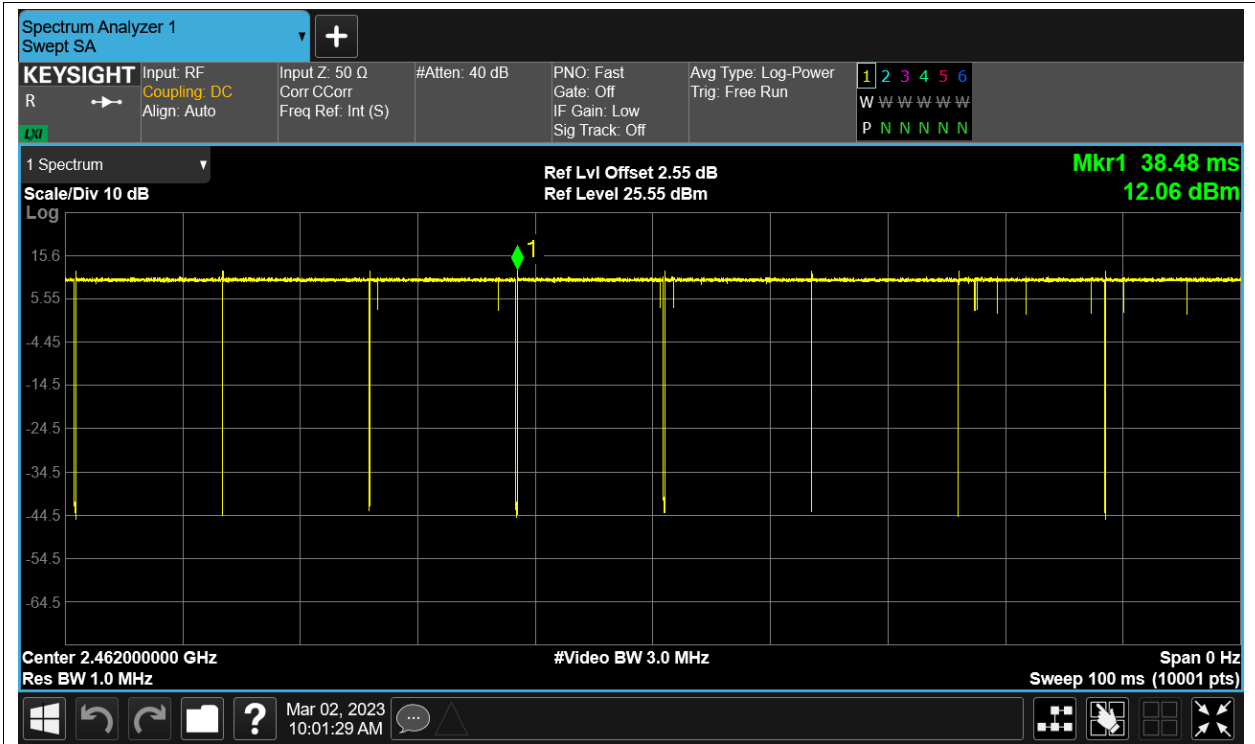 Spectrum Analyzer 1
Swept SA
KEYSIGHT
R
LXI
Input: RF
Coupling: DC
Align: Auto
Input Z: 50 Ω
Corr CCorr
Freq Ref: Int (S)
#Atten: 40 dB
PNO: Fast
Gate: Off
IF Gain: Low
Sig Track: Off
Avg Type: Log-Power
Trig: Free Run
1 2 3 4 5 6
W W W W W W
P N N N N N
1 Spectrum
Scale/Div 10 dB
Log
Ref Lvl Offset 2.55 dB
Ref Level 25.55 dBm
Mkr1 38.48 ms
12.06 dBm
1
15.6
5.55
-4.45
-14.5
-24.5
-34.5
-44.5
-54.5
-64.5
Center 2.462000000 GHz
Res BW 1.0 MHz
#Video BW 3.0 MHz
Span 0 Hz
Sweep 100 ms (10001 pts)
?
Mar 02, 2023
10:01:29 AM